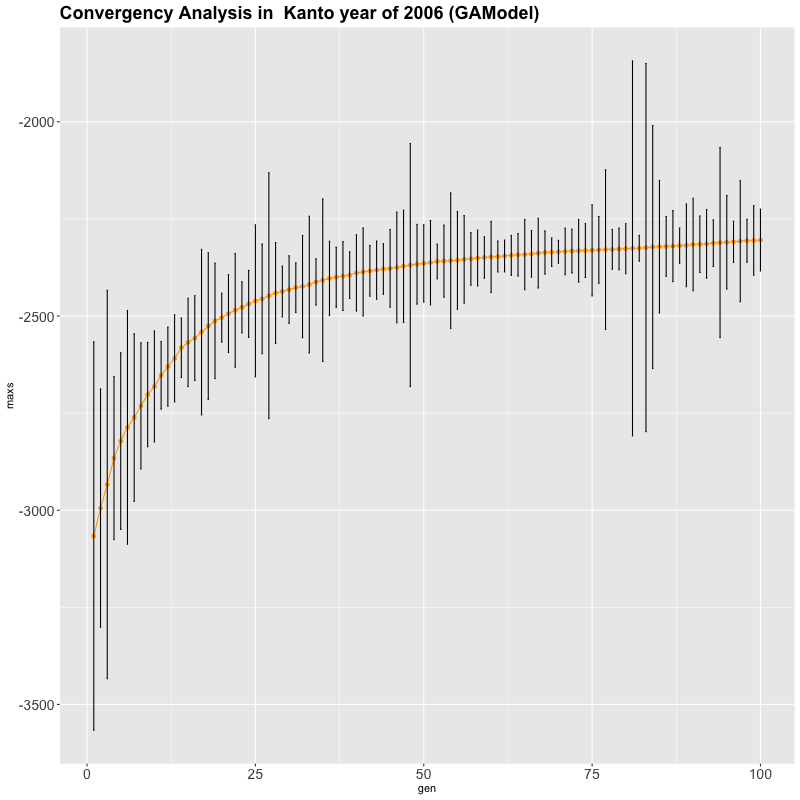 Convergency Analysis in  Kanto year of 2006 (GAModel)
-2000
-2500
-3000
-3500
maxs
0 25 50 75 100
gen